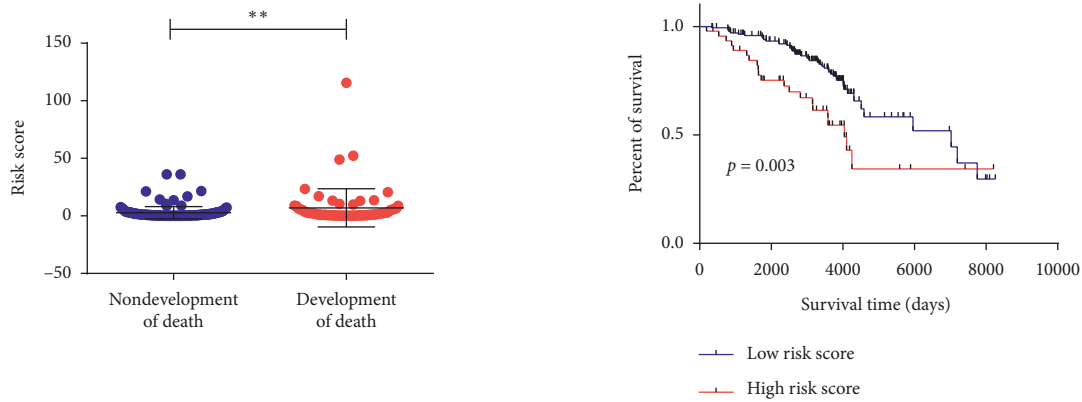 **
150
100
50
0
–50
Risk score
Nondevelopment
of death
Development
of death
1.0
0.5
0.0
Percent of survival
p = 0.003
0
2000
4000
6000
8000
10000
Survival time (days)
Low risk score
High risk score